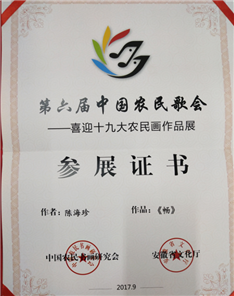 第六届中国农民歌会
——喜迎十九大农民画作品展
参展证书
作者：陈海珍 作品：《畅》
中国农民书画研究会 安徽省文化厅
2017.9